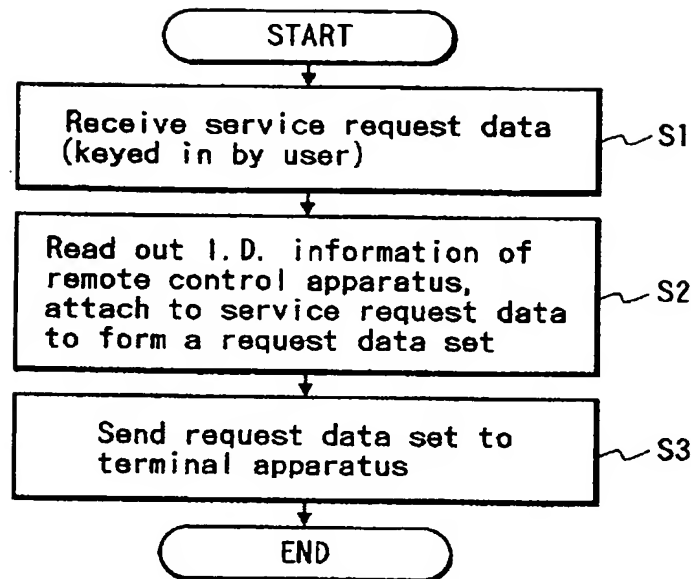 START
Receive service request data
(keyed in by user)
S1
Read out I.D. information of
remote control apparatus,
attach to service request data
to form a request data set
S2
Send request data set to
terminal apparatus
S3
END